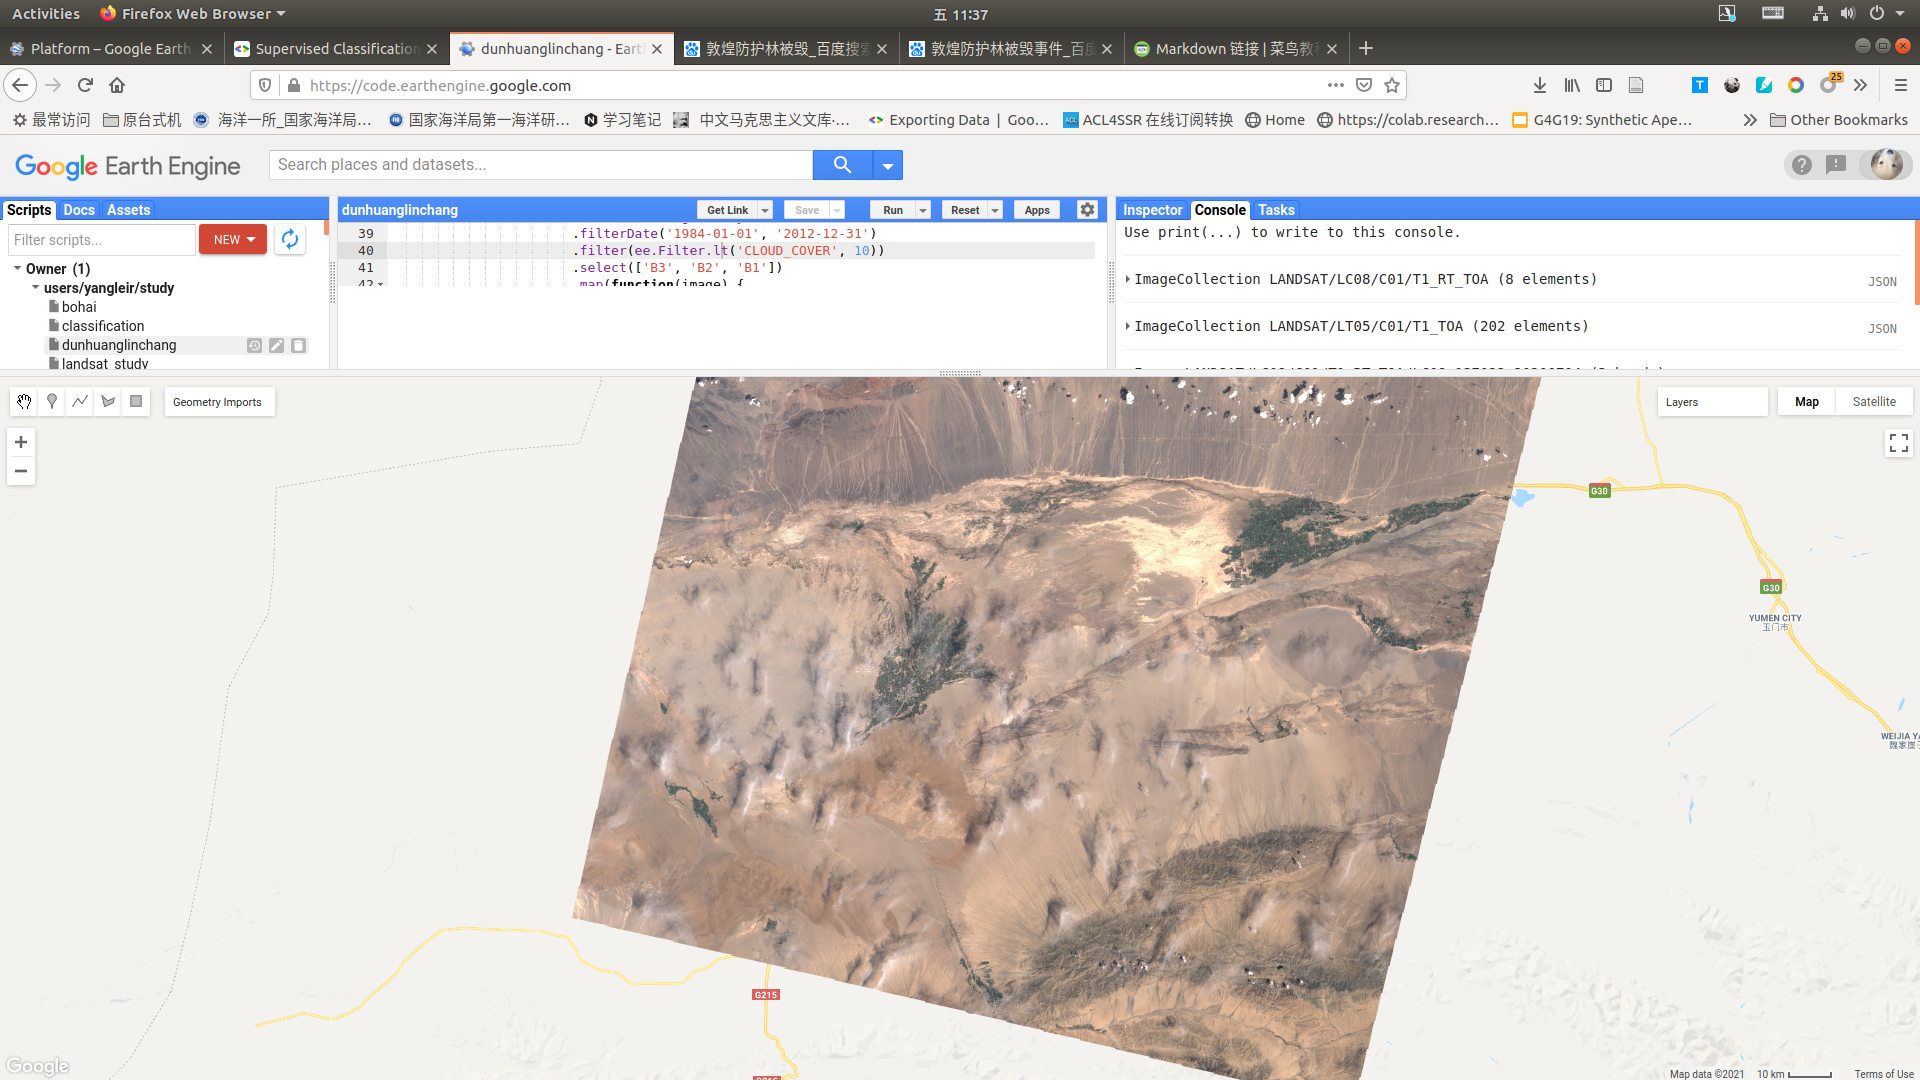 Activities Firefox Web Browser 五 11:37
Platform – Google Earth Supervised Classification dunhuanglinchang - Eart 敦煌防护林被毁_百度搜 敦煌防护林被毁事件_百 Markdown 链接 | 菜鸟教
https://code.earthengine.google.com 25
最常访问 原台式机 海洋一所_国家海洋局… 国家海洋局第一海洋研… 学习笔记 中文马克思主义文库-… Exporting Data | Goo… ACL4SSR 在线订阅转换 Home https://colab.research… G4G19: Synthetic Ape… Other Bookmarks
Google Earth Engine Search places and datasets...
Scripts Docs Assets
Filter scripts... NEW
Owner (1)
users/yangleir/study
bohai
classification
dunhuanglinchang
landsat_study
dunhuanglinchang Get Link Save Run Reset Apps
39 .filterDate('1984-01-01', '2012-12-31')
40 .filter(ee.Filter.lt('CLOUD_COVER', 10))
41 .select(['B3', 'B2', 'B1'])
42 .map(function(image) {
Inspector Console Tasks
Use print(...) to write to this console.
ImageCollection LANDSAT/LC08/C01/T1_RT_TOA (8 elements) JSON
ImageCollection LANDSAT/LT05/C01/T1_TOA (202 elements) JSON
Geometry Imports
Layers Map Satellite
G30
G30
YUMEN CITY
玉门市
WEIJIA YA
魏家崖子
G215
G215
Google
Map data ©2021 10 km Terms of Use